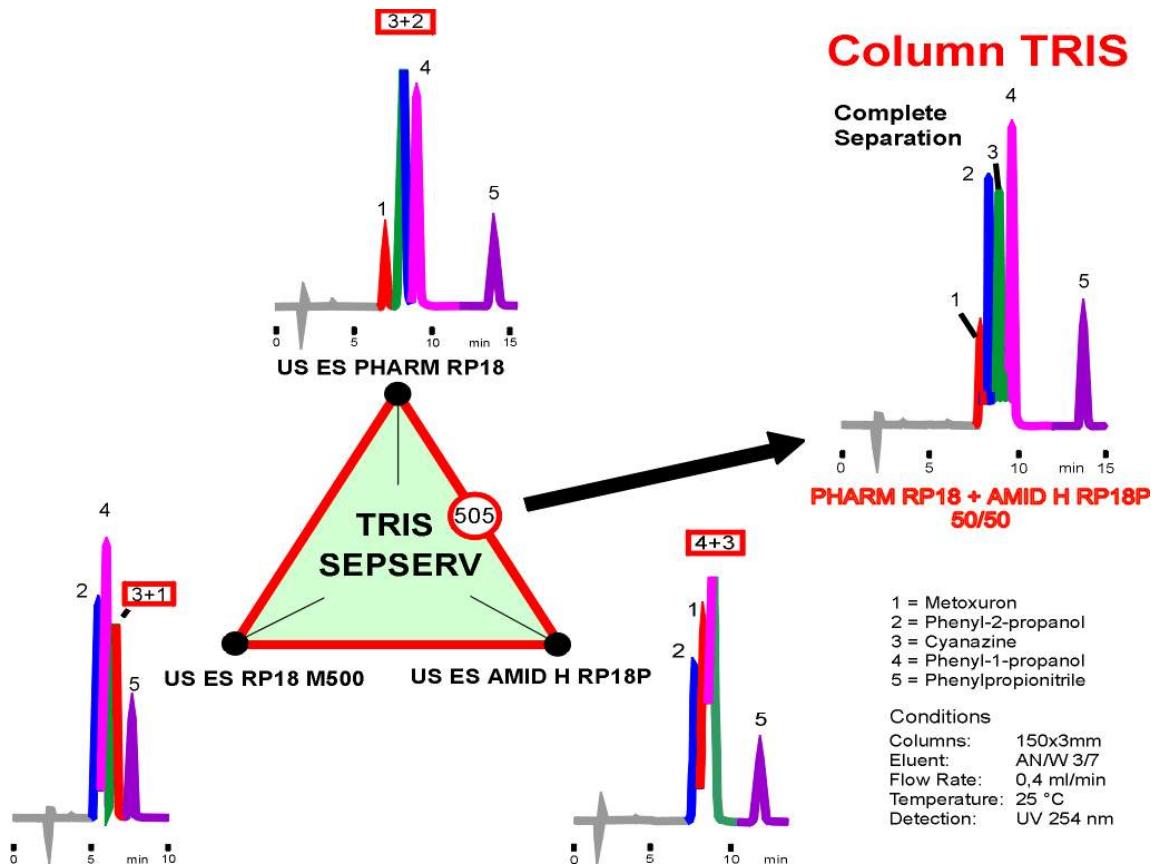 3+2
4
1
5
0
5
min
10
15
US ES PHARM RP18
Column TRIS
Complete
Separation
4
3
2
1
5
0
5
10
min
15
PHARM RP18 + AMID H RP18P
50/50
TRIS
SEPSERV
505
4
2
3+1
5
0
5
min
10
US ES RP18 M500
US ES AMID H RP18P
4+3
1
2
5
0
5
10
min
1 = Metoxuron
2 = Phenyl-2-propanol
3 = Cyanazine
4 = Phenyl-1-propanol
5 = Phenylpropionitrile
Conditions
Columns: 150x3mm
Eluent: AN/W 3/7
Flow Rate: 0,4 ml/min
Temperature: 25 °C
Detection: UV 254 nm